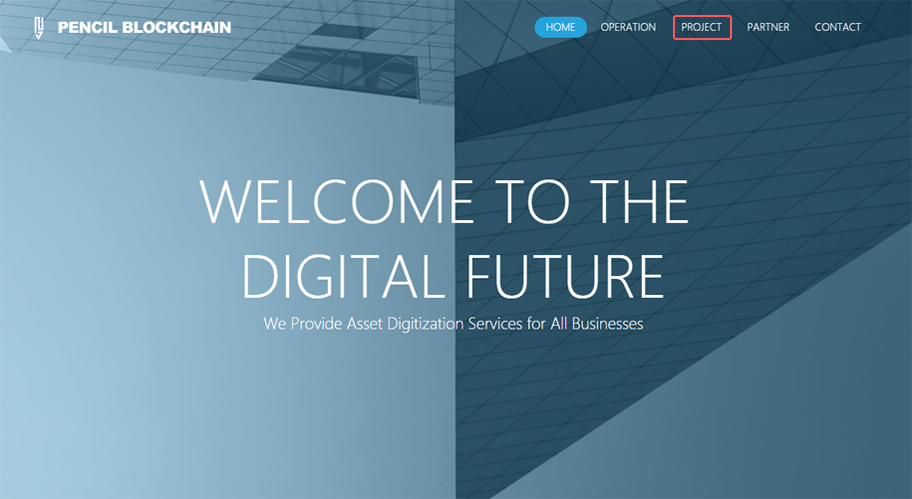 PENCIL BLOCKCHAIN
HOME OPERATION PROJECT PARTNER CONTACT
WELCOME TO THE
DIGITAL FUTURE
We Provide Asset Digitization Services for All Businesses